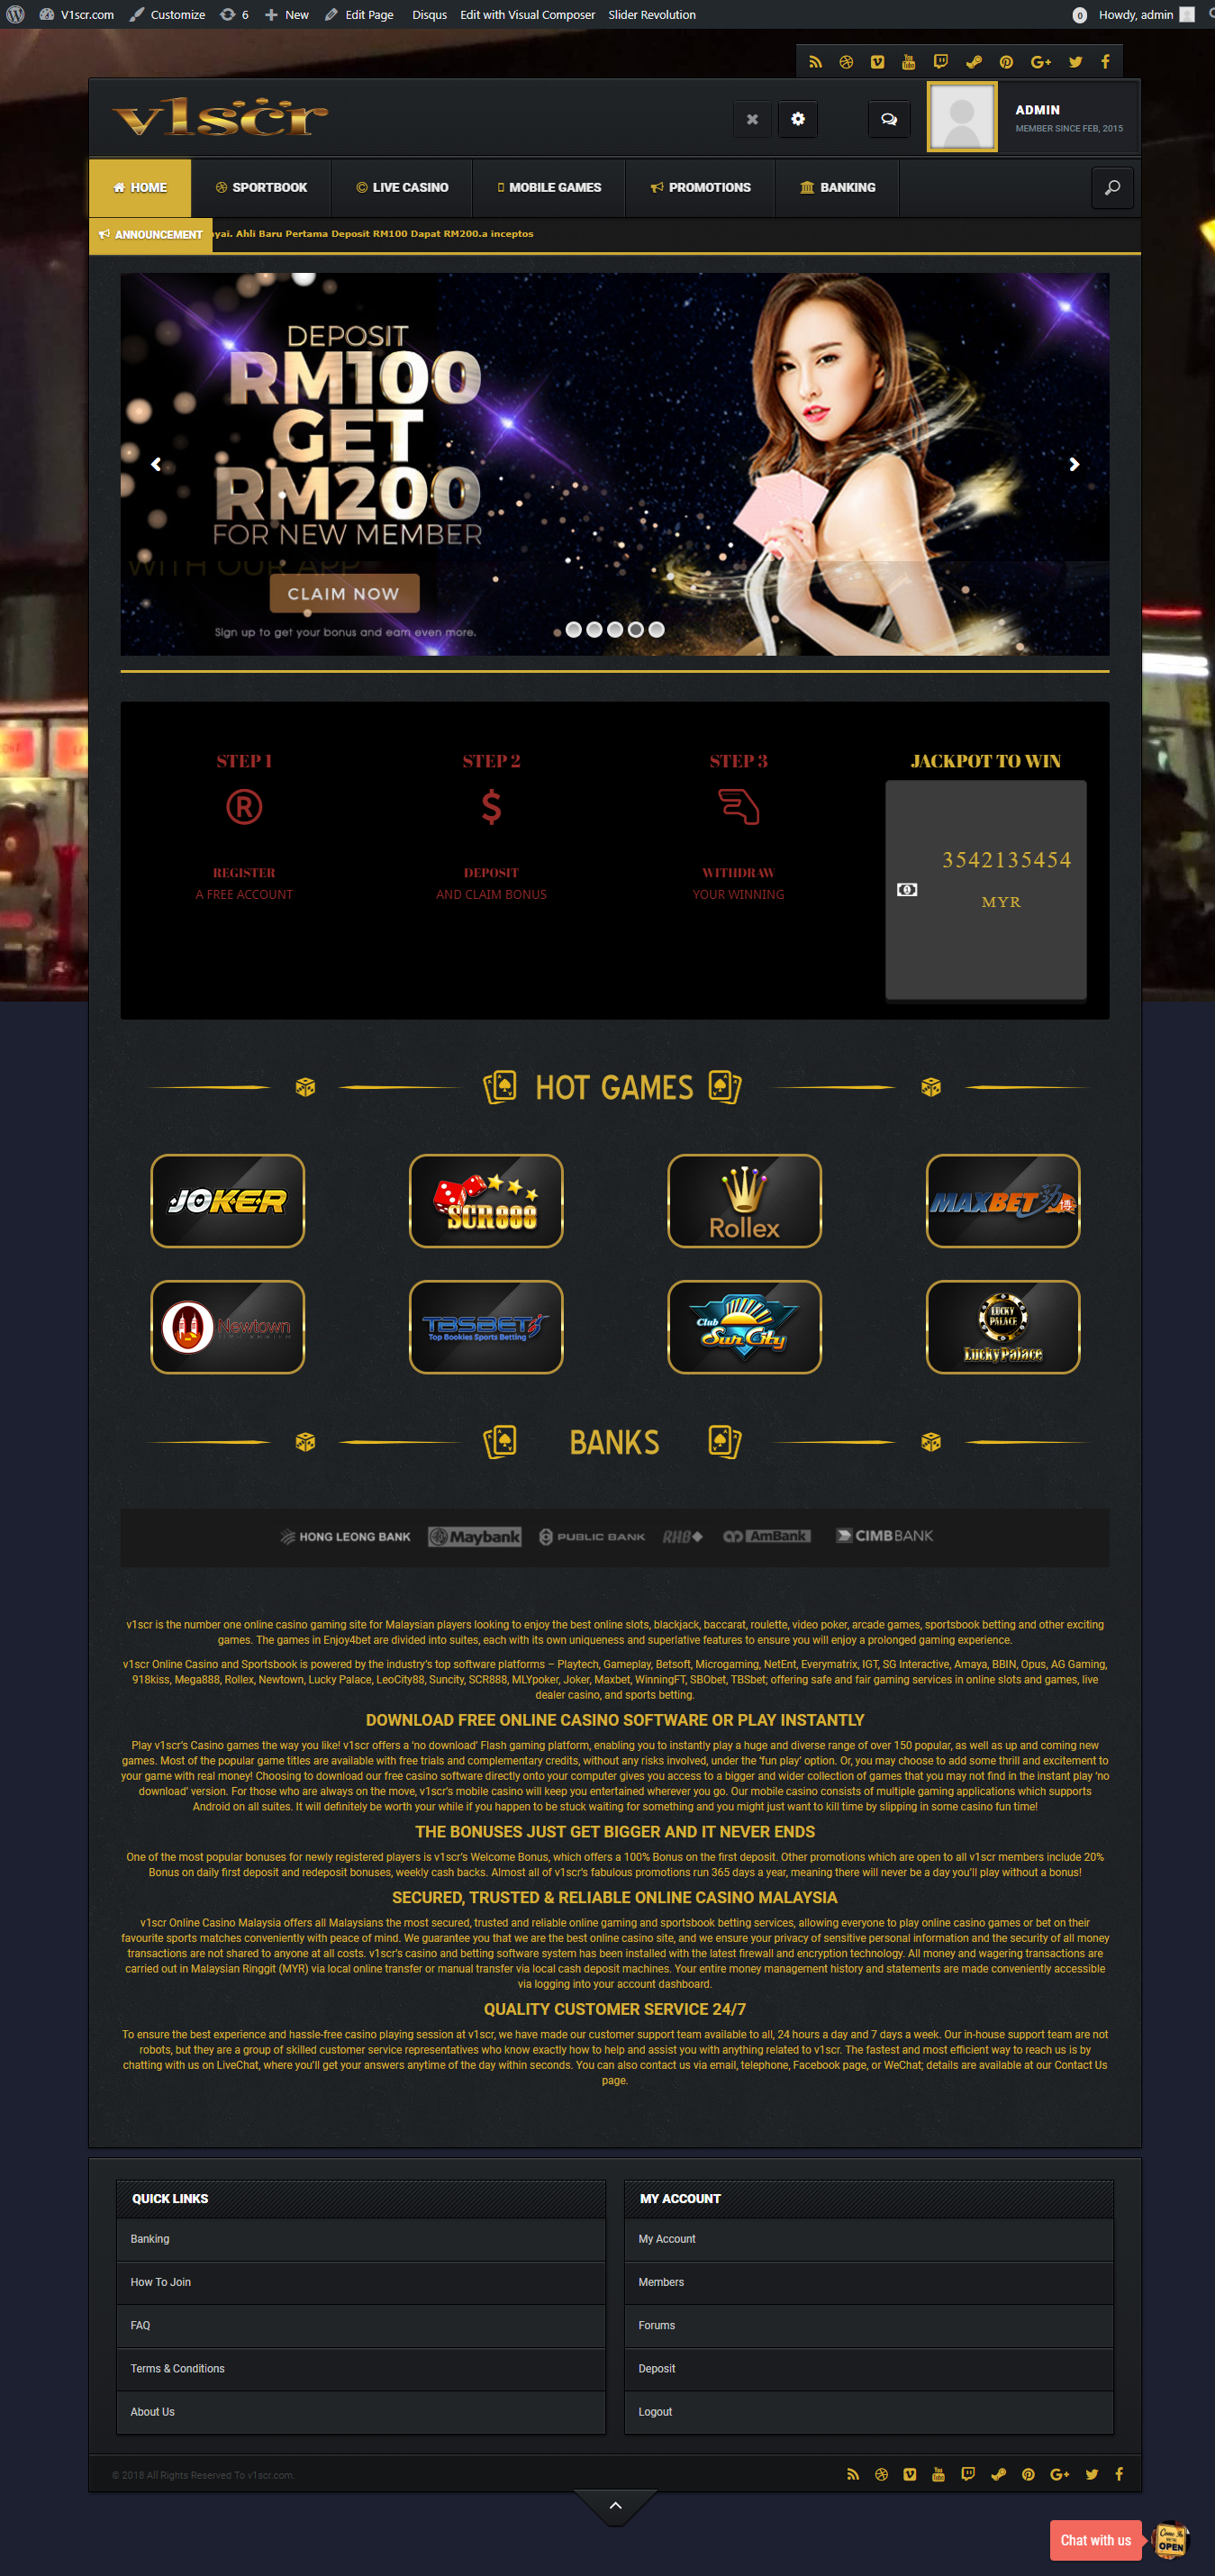 V1scr.com Customize 6 New Edit Page Disqus Edit with Visual Composer Slider Revolution 0 Howdy, admin
v1scr
ADMIN
MEMBER SINCE FEB, 2015
HOME SPORTBOOK LIVE CASINO MOBILE GAMES PROMOTIONS BANKING
ANNOUNCEMENT yai. Ahli Baru Pertama Deposit RM100 Dapat RM200.a inceptos
DEPOSIT
RM100
GET
RM200
FOR NEW MEMBER
WITH OUR APP
CLAIM NOW
Sign up to get your bonus and earn even more.
STEP 1 STEP 2 STEP 3 JACKPOT TO WIN
3542135454
MYR
REGISTER DEPOSIT WITHDRAW
A FREE ACCOUNT AND CLAIM BONUS YOUR WINNING
HOT GAMES
JOKER SCR888 Rollex MAXBET 劲博
Newtown TBSBET Top Bookies Sports Betting Club SunCity LUCKY PALACE LuckyPalace
BANKS
HONG LEONG BANK Maybank PUBLIC BANK RHB AmBank CIMB BANK
v1scr is the number one online casino gaming site for Malaysian players looking to enjoy the best online slots, blackjack, baccarat, roulette, video poker, arcade games, sportsbook betting and other exciting
games. The games in Enjoy4bet are divided into suites, each with its own uniqueness and superlative features to ensure you will enjoy a prolonged gaming experience.
v1scr Online Casino and Sportsbook is powered by the industry's top software platforms – Playtech, Gameplay, Betsoft, Microgaming, NetEnt, Everymatrix, IGT, SG Interactive, Amaya, BBIN, Opus, AG Gaming,
918kiss, Mega888, Rollex, Newtown, Lucky Palace, LeoCity88, Suncity, SCR888, MLYpoker, Joker, Maxbet, WinningFT, SBObet, TBSbet; offering safe and fair gaming services in online slots and games, live
dealer casino, and sports betting.
DOWNLOAD FREE ONLINE CASINO SOFTWARE OR PLAY INSTANTLY
Play v1scr's Casino games the way you like! v1scr offers a 'no download' Flash gaming platform, enabling you to instantly play a huge and diverse range of over 150 popular, as well as up and coming new
games. Most of the popular game titles are available with free trials and complementary credits, without any risks involved, under the 'fun play' option. Or, you may choose to add some thrill and excitement to
your game with real money! Choosing to download our free casino software directly onto your computer gives you access to a bigger and wider collection of games that you may not find in the instant play 'no
download' version. For those who are always on the move, v1scr's mobile casino will keep you entertained wherever you go. Our mobile casino consists of multiple gaming applications which supports
Android on all suites. It will definitely be worth your while if you happen to be stuck waiting for something and you might just want to kill time by slipping in some casino fun time!
THE BONUSES JUST GET BIGGER AND IT NEVER ENDS
One of the most popular bonuses for newly registered players is v1scr's Welcome Bonus, which offers a 100% Bonus on the first deposit. Other promotions which are open to all v1scr members include 20%
Bonus on daily first deposit and redeposit bonuses, weekly cash backs. Almost all of v1scr's fabulous promotions run 365 days a year, meaning there will never be a day you'll play without a bonus!
SECURED, TRUSTED & RELIABLE ONLINE CASINO MALAYSIA
v1scr Online Casino Malaysia offers all Malaysians the most secured, trusted and reliable online gaming and sportsbook betting services, allowing everyone to play online casino games or bet on their
favourite sports matches conveniently with peace of mind. We guarantee you that we are the best online casino site, and we ensure your privacy of sensitive personal information and the security of all money
transactions are not shared to anyone at all costs. v1scr's casino and betting software system has been installed with the latest firewall and encryption technology. All money and wagering transactions are
carried out in Malaysian Ringgit (MYR) via local online transfer or manual transfer via local cash deposit machines. Your entire money management history and statements are made conveniently accessible
via logging into your account dashboard.
QUALITY CUSTOMER SERVICE 24/7
To ensure the best experience and hassle-free casino playing session at v1scr, we have made our customer support team available to all, 24 hours a day and 7 days a week. Our in-house support team are not
robots, but they are a group of skilled customer service representatives who know exactly how to help and assist you with anything related to v1scr. The fastest and most efficient way to reach us is by
chatting with us on LiveChat, where you'll get your answers anytime of the day within seconds. You can also contact us via email, telephone, Facebook page, or WeChat; details are available at our Contact Us
page.
QUICK LINKS
Banking
How To Join
FAQ
Terms & Conditions
About Us
MY ACCOUNT
My Account
Members
Forums
Deposit
Logout
© 2018 All Rights Reserved To v1scr.com.
Chat with us
Come In
WE'RE
OPEN